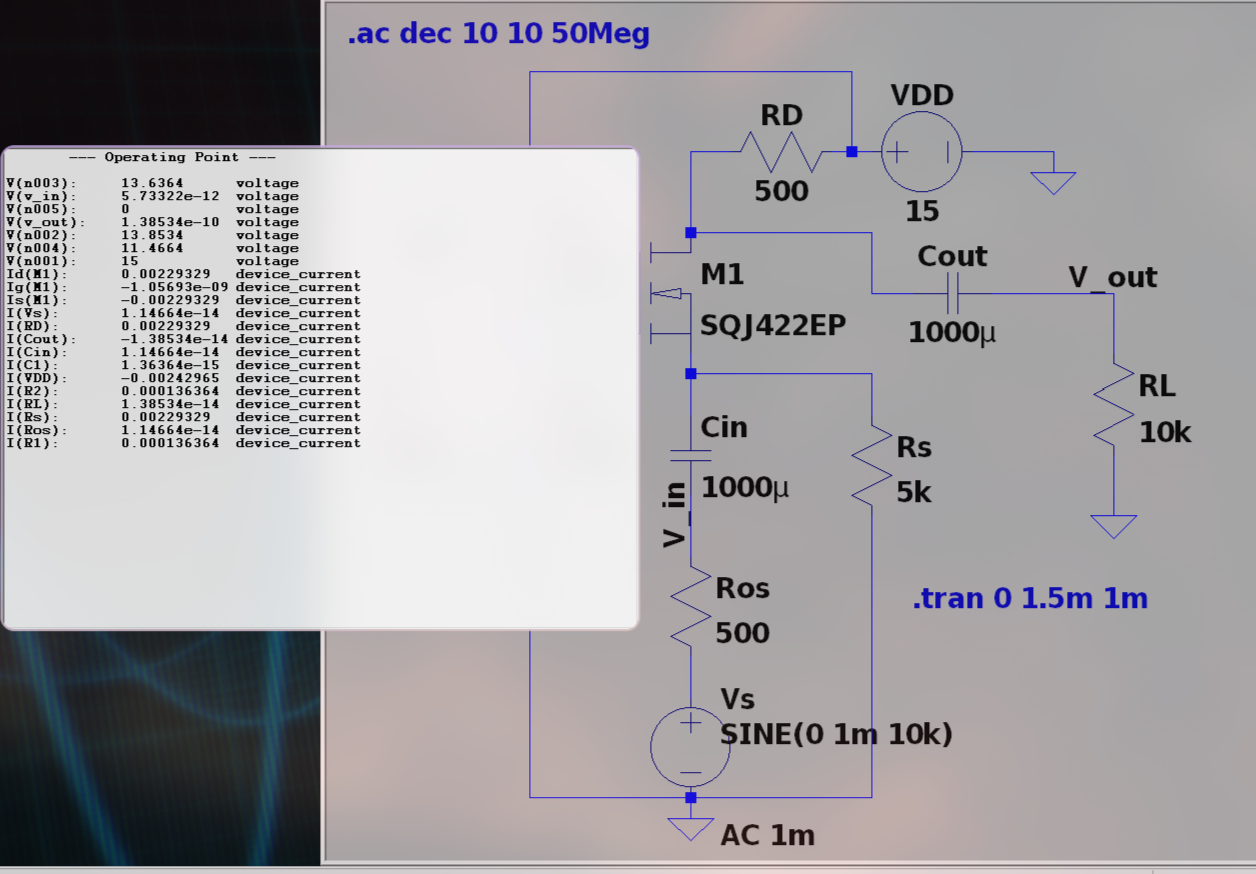 .ac dec 10 10 50Meg
--- Operating Point ---
V(n003): 13.6364 voltage
V(v_in): 5.73322e-12 voltage
V(n005): 0 voltage
V(v_out): 1.38534e-10 voltage
V(n002): 13.8534 voltage
V(n004): 11.4664 voltage
V(n001): 15 voltage
Id(M1): 0.00229329 device_current
Ig(M1): -1.05693e-09 device_current
Is(M1): -0.00229329 device_current
I(Vs): 1.14664e-14 device_current
I(RD): 0.00229329 device_current
I(Cout): -1.38534e-14 device_current
I(Cin): 1.14664e-14 device_current
I(C1): 1.36364e-15 device_current
I(VDD): -0.00242965 device_current
I(R2): 0.000136364 device_current
I(RL): 1.38534e-14 device_current
I(Rs): 0.00229329 device_current
I(Ros): 1.14664e-14 device_current
I(R1): 0.000136364 device_current
RD
500
VDD
15
M1
SQJ422EP
Cout
1000µ
V_out
RL
10k
Cin
1000µ
V_in
Rs
5k
Ros
500
.tran 0 1.5m 1m
Vs
SINE(0 1m 10k)
AC 1m